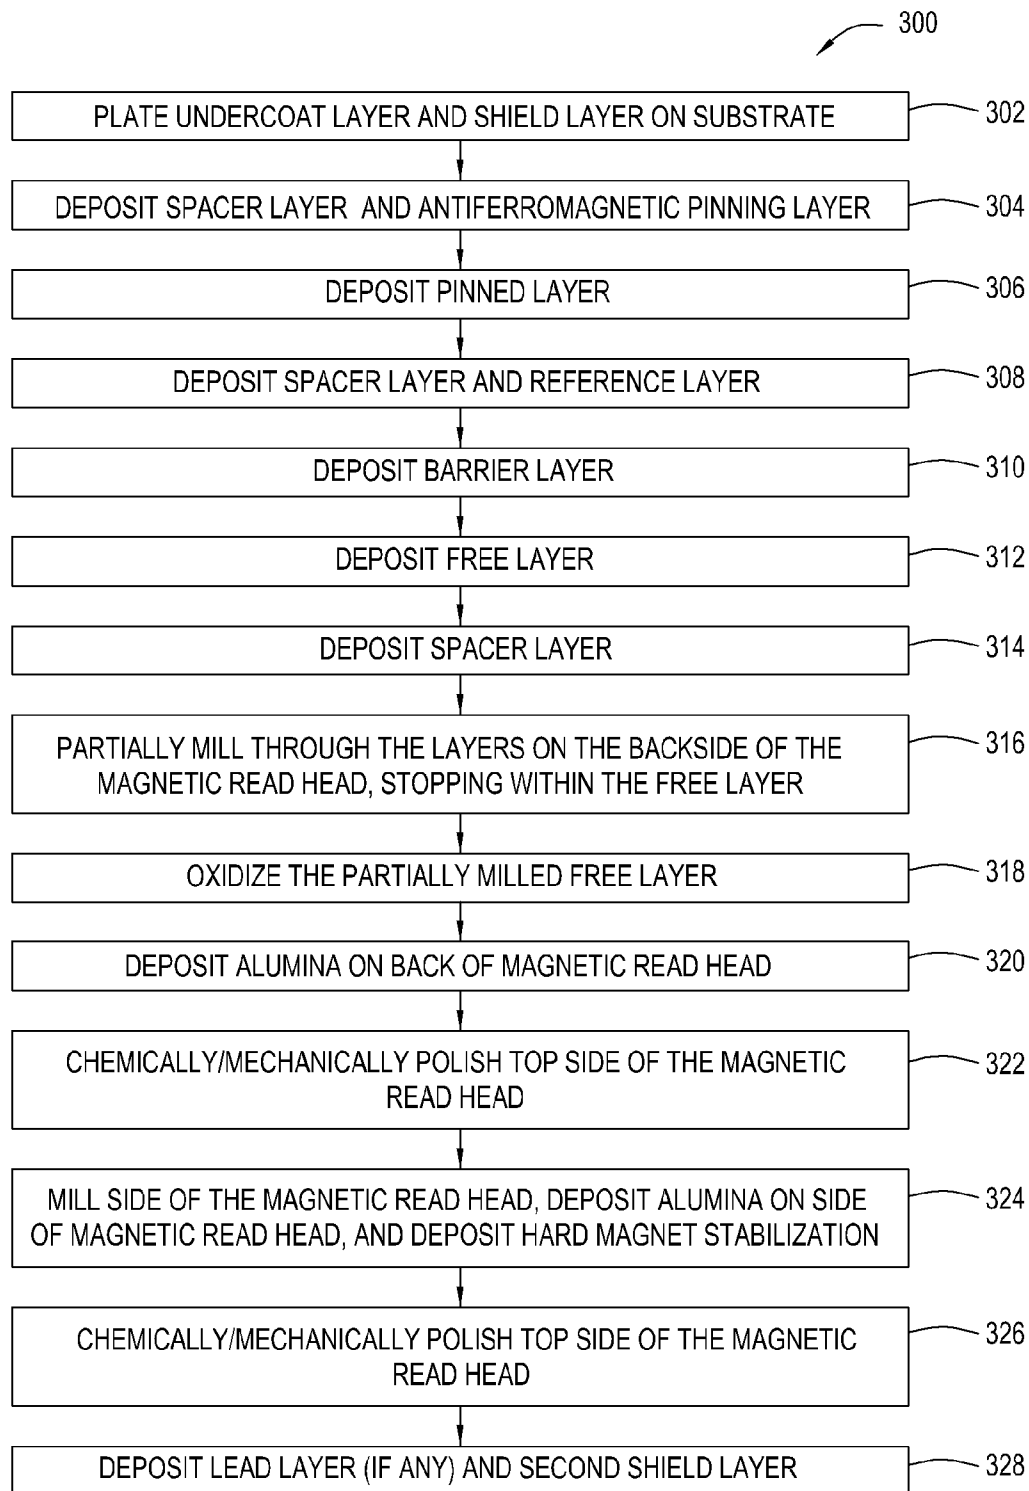 300
PLATE UNDERCOAT LAYER AND SHIELD LAYER ON SUBSTRATE
302
DEPOSIT SPACER LAYER AND ANTIFERROMAGNETIC PINNING LAYER
304
DEPOSIT PINNED LAYER
306
DEPOSIT SPACER LAYER AND REFERENCE LAYER
308
DEPOSIT BARRIER LAYER
310
DEPOSIT FREE LAYER
312
DEPOSIT SPACER LAYER
314
PARTIALLY MILL THROUGH THE LAYERS ON THE BACKSIDE OF THE
MAGNETIC READ HEAD, STOPPING WITHIN THE FREE LAYER
316
OXIDIZE THE PARTIALLY MILLED FREE LAYER
318
DEPOSIT ALUMINA ON BACK OF MAGNETIC READ HEAD
320
CHEMICALLY/MECHANICALLY POLISH TOP SIDE OF THE MAGNETIC
READ HEAD
322
MILL SIDE OF THE MAGNETIC READ HEAD, DEPOSIT ALUMINA ON SIDE
OF MAGNETIC READ HEAD, AND DEPOSIT HARD MAGNET STABILIZATION
324
CHEMICALLY/MECHANICALLY POLISH TOP SIDE OF THE MAGNETIC
READ HEAD
326
DEPOSIT LEAD LAYER (IF ANY) AND SECOND SHIELD LAYER
328